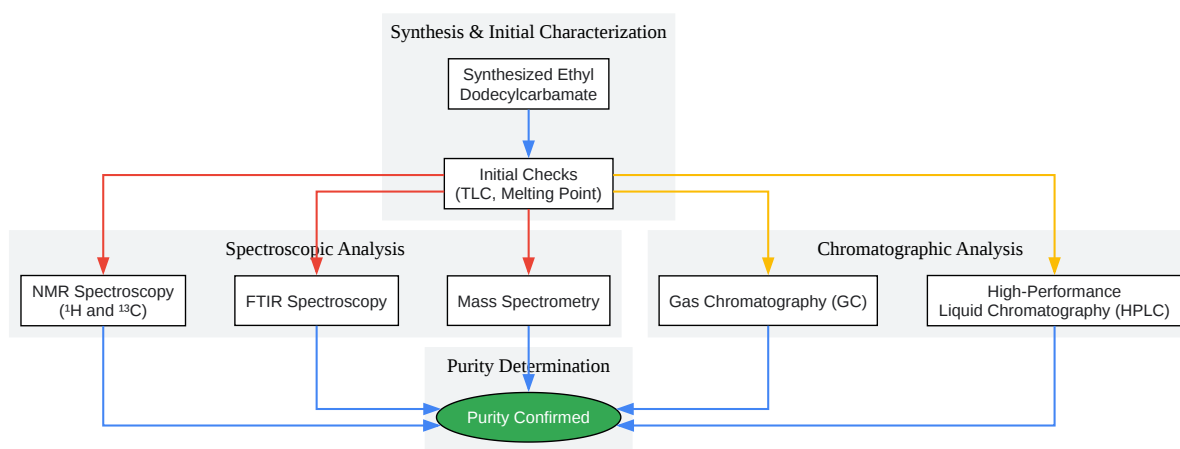 Synthesis & Initial Characterization
Synthesized Ethyl
Dodecylcarbamate
Initial Checks
(TLC, Melting Point)
Spectroscopic Analysis
Chromatographic Analysis
NMR Spectroscopy
(¹H and ¹³C)
FTIR Spectroscopy
Mass Spectrometry
Gas Chromatography (GC)
High-Performance
Liquid Chromatography (HPLC)
Purity Determination
Purity Confirmed